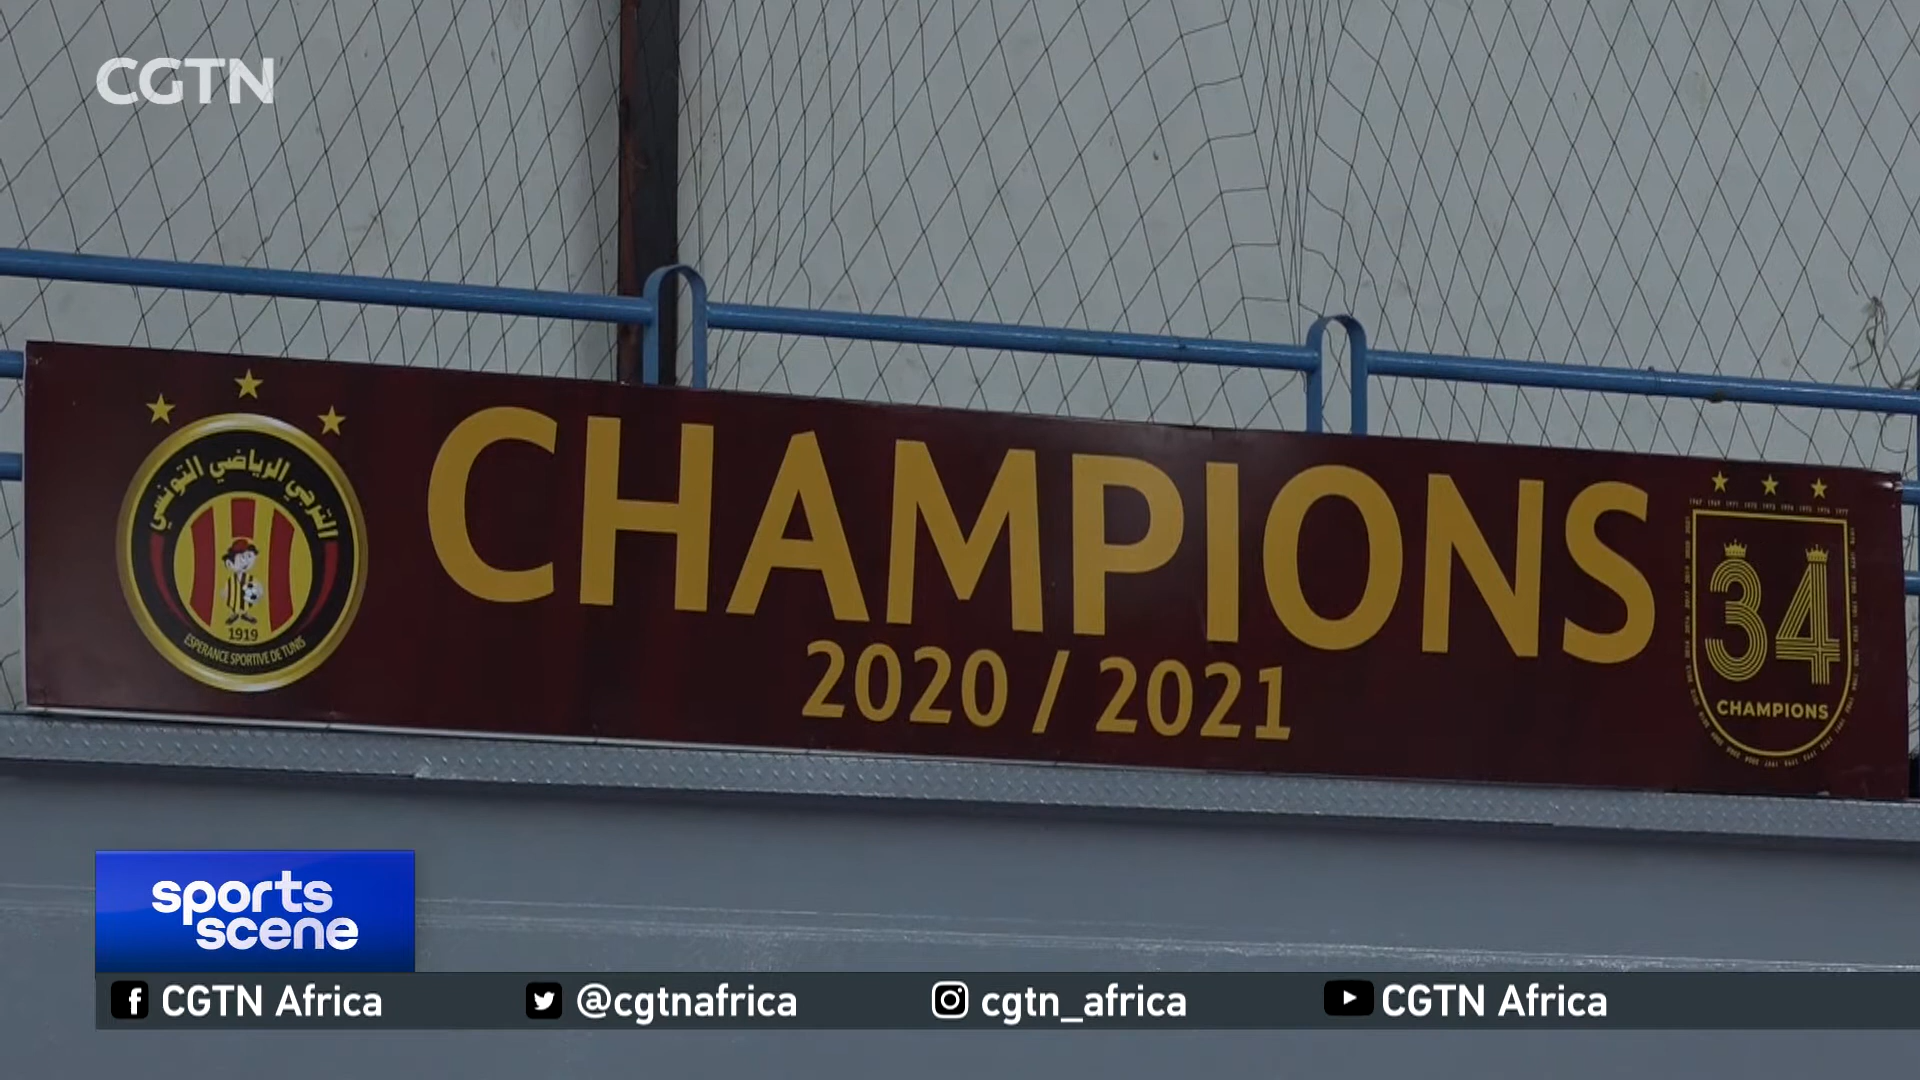 CGTN
الترجي الرياضي التونسي
1919
ESPERANCE SPORTIVE DE TUNIS
CHAMPIONS
2020 / 2021
34
CHAMPIONS
sports
scene
CGTN Africa
@cgtnafrica
cgtn_africa
CGTN Africa